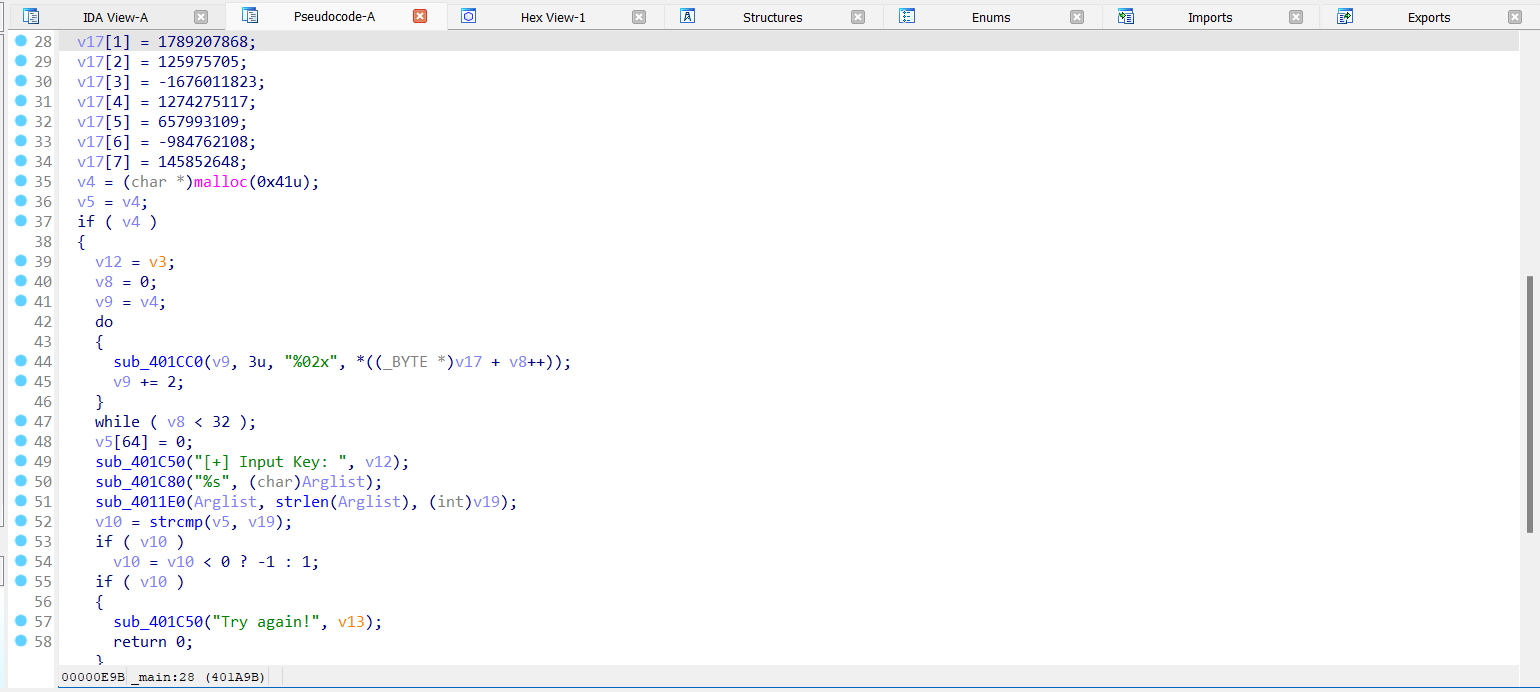 IDA View-A Pseudocode-A Hex View-1 Structures Enums Imports Exports
28 v17[1] = 1789207868;
29 v17[2] = 125975705;
30 v17[3] = -1676011823;
31 v17[4] = 1274275117;
32 v17[5] = 657993109;
33 v17[6] = -984762108;
34 v17[7] = 145852648;
35 v4 = (char *)malloc(0x41u);
36 v5 = v4;
37 if ( v4 )
38 {
39 v12 = v3;
40 v8 = 0;
41 v9 = v4;
42 do
43 {
44 sub_401CC0(v9, 3u, "%02x", *((_BYTE *)v17 + v8++));
45 v9 += 2;
46 }
47 while ( v8 < 32 );
48 v5[64] = 0;
49 sub_401C50("[+] Input Key: ", v12);
50 sub_401C80("%s", (char)Arglist);
51 sub_4011E0(Arglist, strlen(Arglist), (int)v19);
52 v10 = strcmp(v5, v19);
53 if ( v10 )
54 v10 = v10 < 0 ? -1 : 1;
55 if ( v10 )
56 {
57 sub_401C50("Try again!", v13);
58 return 0;
}
00000E9B _main:28 (401A9B)